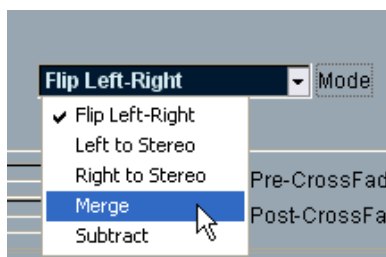 Flip Left-Right Mode
Flip Left-Right
Left to Stereo
Right to Stereo
Pre-CrossFad
Merge
Post-CrossFa
Subtract